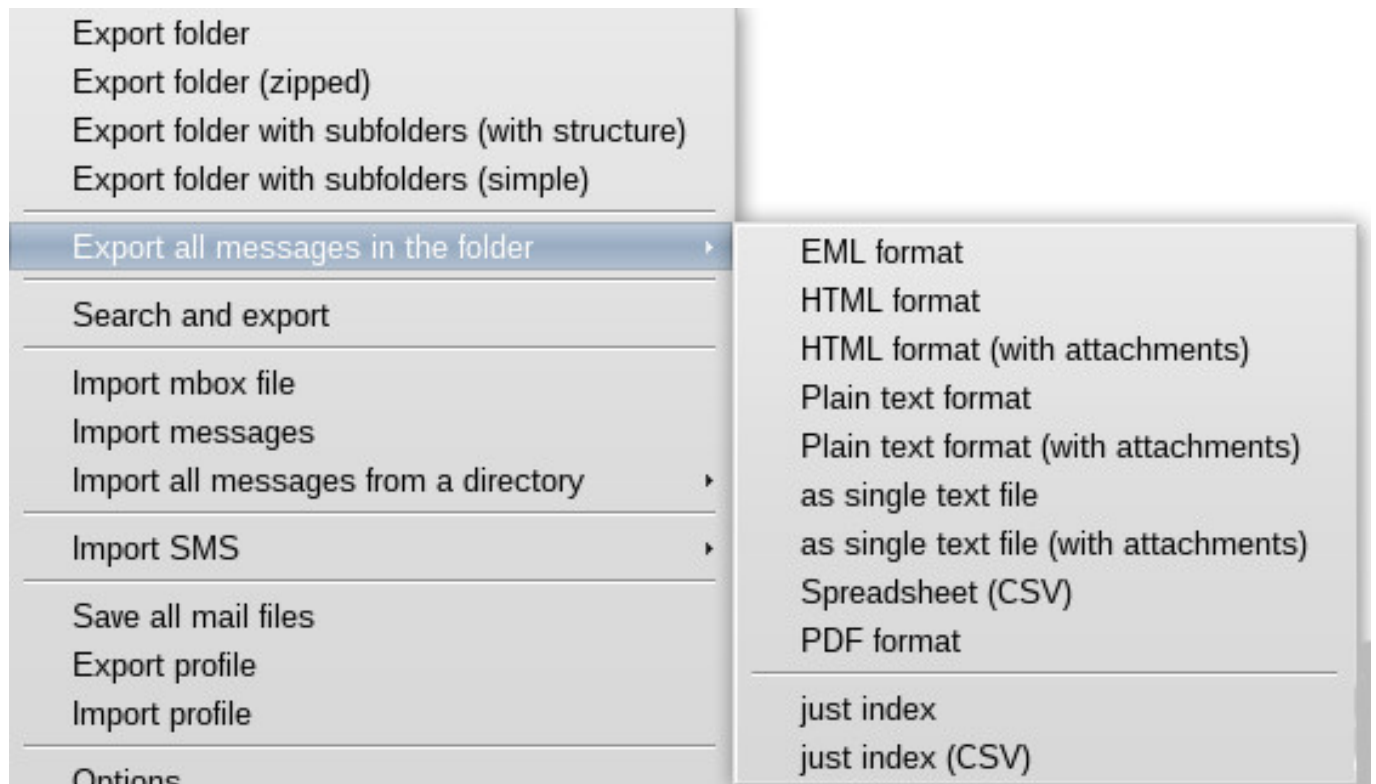 Export folder
Export folder (zipped)
Export folder with subfolders (with structure)
Export folder with subfolders (simple)
Export all messages in the folder
Search and export
Import mbox file
Import messages
Import all messages from a directory
Import SMS
Save all mail files
Export profile
Import profile
Options
EML format
HTML format
HTML format (with attachments)
Plain text format
Plain text format (with attachments)
as single text file
as single text file (with attachments)
Spreadsheet (CSV)
PDF format
just index
just index (CSV)